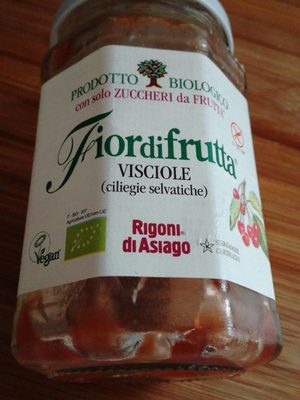 PRODOTTO BIOLOGICO
con solo ZUCCHERI da FRUTTA
Fiordifrutta
VISCIOLE
(ciliegie selvatiche)
Vegan
Rigoni
di Asiago